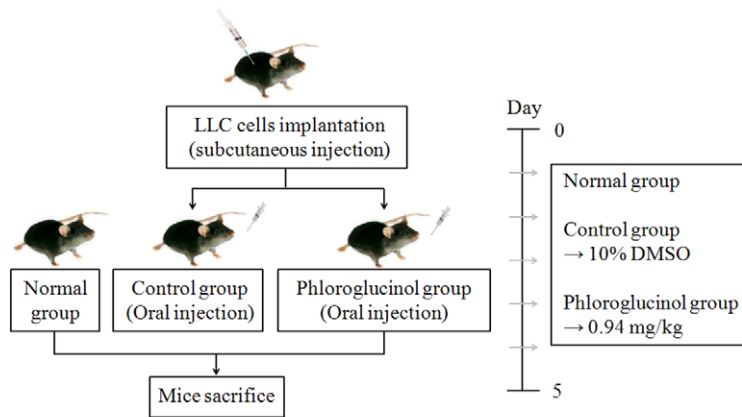 LLC cells implantation
(subcutaneous injection)
Normal
group
Control group
(Oral injection)
Phloroglucinol group
(Oral injection)
Mice sacrifice
Day
0
Normal group
Control group
→ 10% DMSO
Phloroglucinol group
→ 0.94 mg/kg
5